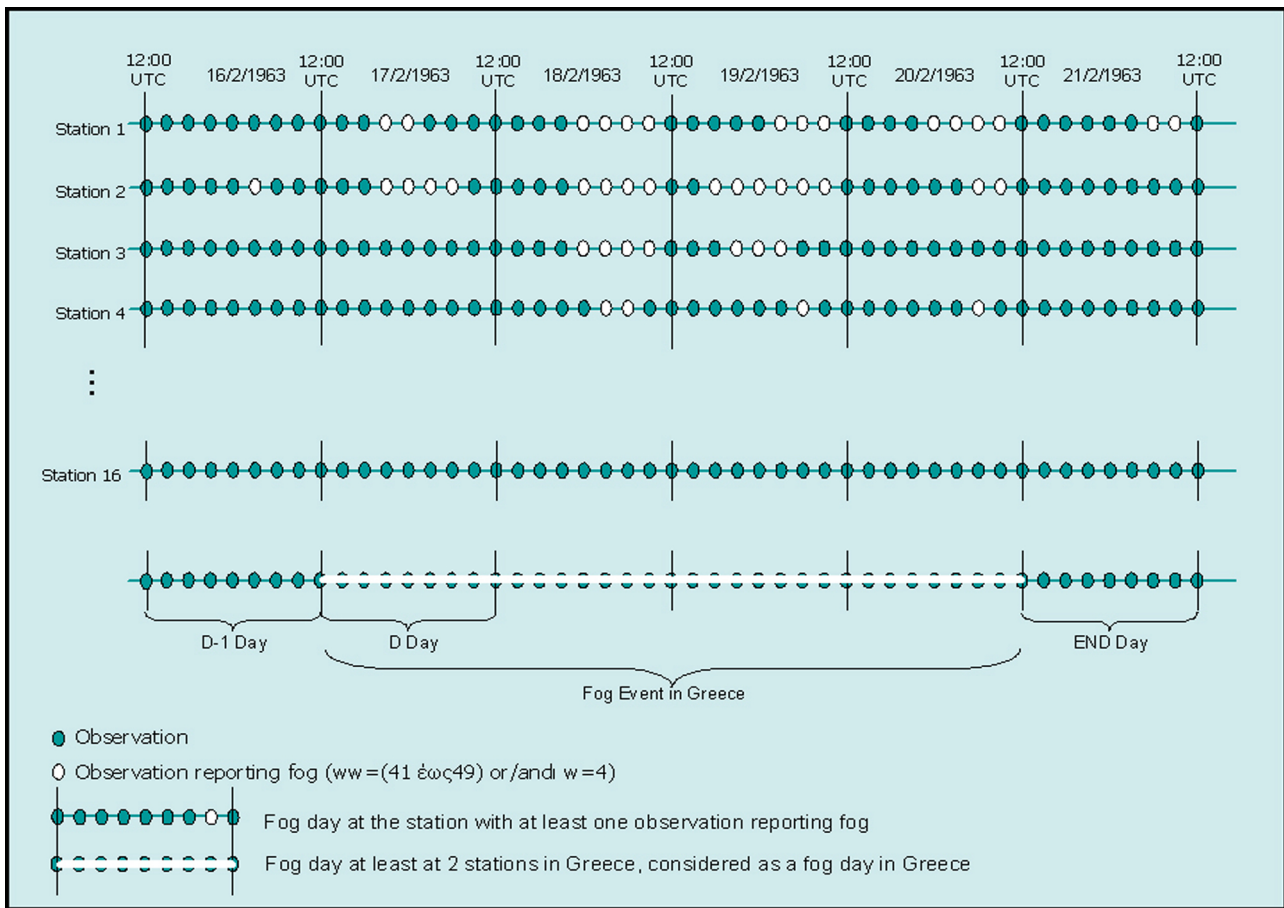 12:00 UTC 16/2/1963 12:00 UTC 17/2/1963 12:00 UTC 18/2/1963 12:00 UTC 19/2/1963 12:00 UTC 20/2/1963 12:00 UTC 21/2/1963 12:00 UTC
Station 1
Station 2
Station 3
Station 4
⋮
Station 16
D-1 Day
D Day
END Day
Fog Event in Greece
Observation
Observation reporting fog (ww=(41 έως49) or/andι w=4)
Fog day at the station with at least one observation reporting fog
Fog day at least at 2 stations in Greece, considered as a fog day in Greece